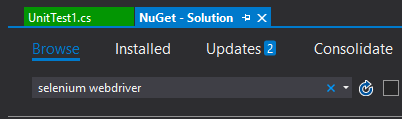 UnitTest1.cs NuGet - Solution
Browse Installed Updates 2 Consolidate
selenium webdriver